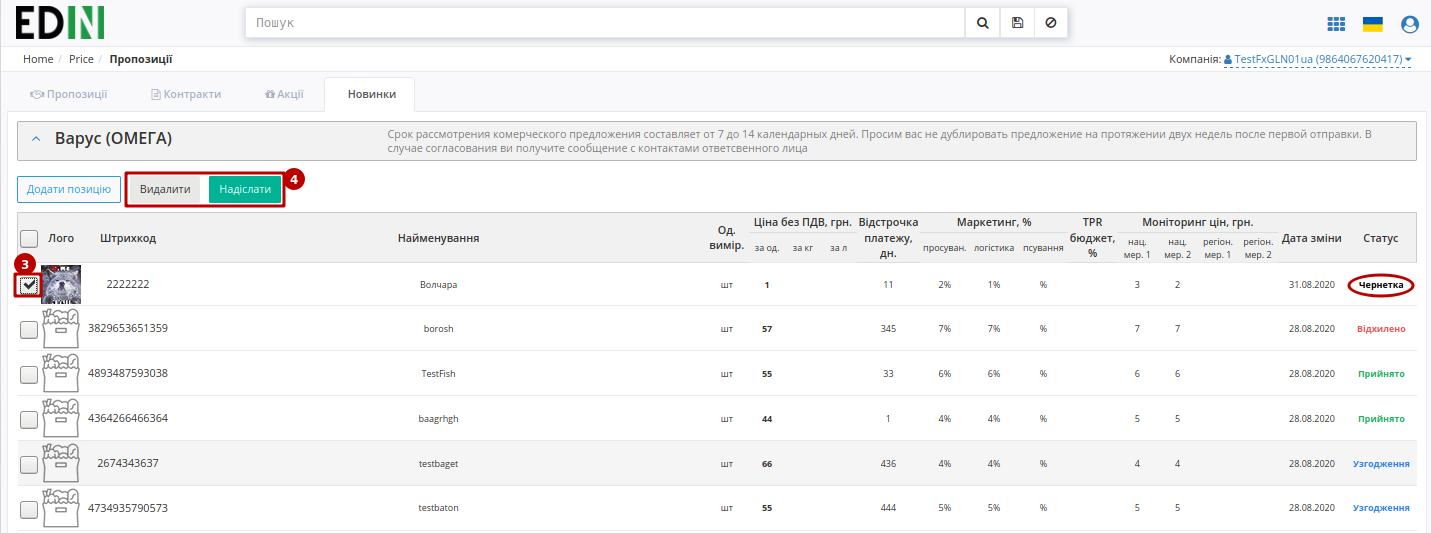 EDIN
Пошук
Home / Price / Пропозиції
Компанія: TestFxGLN01ua (9864067620417)
Пропозиції Контракти Акції Новинки
Варус (ОМЕГА)
Срок рассмотрения комерческого предложения составляет от 7 до 14 календарных дней. Просим вас не дублировать предложение на протяжении двух недель после первой отправки. В
случае согласования ви получите сообщение с контактами ответсвенного лица
Додати позицію Видалити Надіслати 4
Лого Штрихкод Найменування Од. вимір. Ціна без ПДВ, грн. за од. за кг за л Відстрочка платежу, дн. Маркетинг, % просуван. логістика псування TPR бюджет, % Моніторинг цін, грн. нац. мер. 1 нац. мер. 2 регіон. мер. 1 регіон. мер. 2 Дата зміни Статус
3
2222222 Волчара шт 1 11 2% 1% % 3 2 31.08.2020 Чернетка
3829653651359 borosh шт 57 345 7% 7% % 7 7 28.08.2020 Відхилено
4893487593038 TestFish шт 55 33 6% 6% % 6 6 28.08.2020 Прийнято
4364266466364 baagrhgh шт 44 1 4% 4% % 5 5 28.08.2020 Прийнято
2674343637 testbaget шт 66 436 4% 4% % 4 4 28.08.2020 Узгодження
4734935790573 testbaton шт 55 444 5% 5% % 5 5 28.08.2020 Узгодження